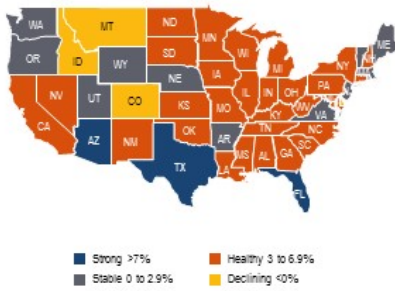 WA
MT
ND
MN
ME
OR
ID
SD
WI
MI
NY
WY
IA
PA
NV
UT
NE
IL
IN
OH
CO
KS
MO
WV
VA
CA
KY
AZ
NM
OK
AR
TN
NC
SC
TX
LA
MS
AL
GA
FL
Strong >7%
Healthy 3 to 6.9%
Stable 0 to 2.9%
Declining <0%